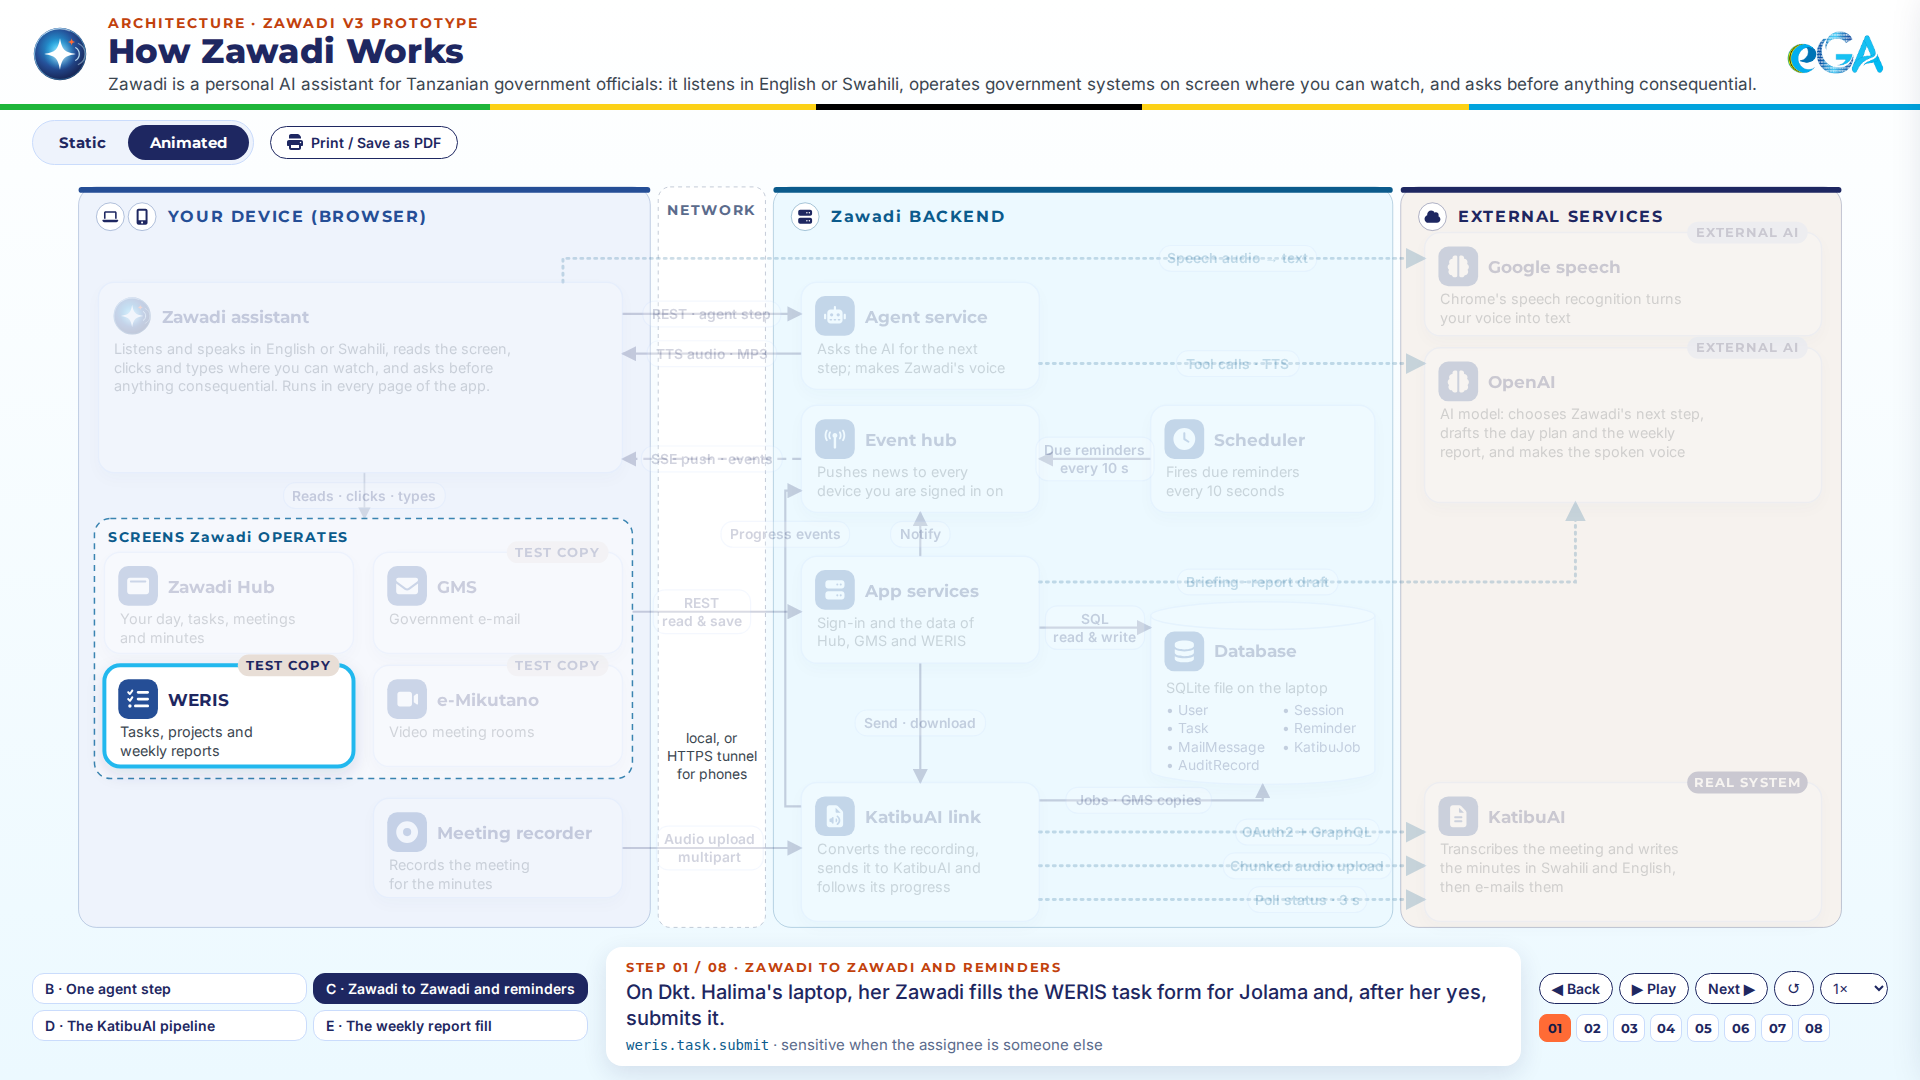 ARCHITECTURE · ZAWADI V3 PROTOTYPE
How Zawadi Works
Zawadi is a personal AI assistant for Tanzanian government officials: it listens in English or Swahili, operates government systems on screen where you can watch, and asks before anything consequential.
eGA
Static
Animated
Print / Save as PDF
YOUR DEVICE (BROWSER)
NETWORK
Zawadi BACKEND
EXTERNAL SERVICES
Zawadi assistant
Listens and speaks in English or Swahili, reads the screen,
clicks and types where you can watch, and asks before
anything consequential. Runs in every page of the app.
Reads · clicks · types
SCREENS Zawadi OPERATES
Zawadi Hub
Your day, tasks, meetings
and minutes
TEST COPY
GMS
Government e-mail
TEST COPY
WERIS
Tasks, projects and
weekly reports
TEST COPY
e-Mikutano
Video meeting rooms
Meeting recorder
Records the meeting
for the minutes
REST · agent step
TTS audio · MP3
SSE push · events
Progress events
REST
read & save
local, or
HTTPS tunnel
for phones
Audio upload
multipart
Agent service
Asks the AI for the next
step; makes Zawadi's voice
Event hub
Pushes news to every
device you are signed in on
Due reminders
every 10 s
Scheduler
Fires due reminders
every 10 seconds
Notify
App services
Sign-in and the data of
Hub, GMS and WERIS
SQL
read & write
Database
SQLite file on the laptop
• User
• Session
• Task
• Reminder
• MailMessage
• KatibuJob
• AuditRecord
Send · download
KatibuAI link
Converts the recording,
sends it to KatibuAI and
follows its progress
Speech audio → text
Tool calls · TTS
Briefing · report draft
Jobs · GMS copies
OAuth2 + GraphQL
Chunked audio upload
Poll status · 3 s
EXTERNAL AI
Google speech
Chrome's speech recognition turns
your voice into text
EXTERNAL AI
OpenAI
AI model: chooses Zawadi's next step,
drafts the day plan and the weekly
report, and makes the spoken voice
REAL SYSTEM
KatibuAI
Transcribes the meeting and writes
the minutes in Swahili and English,
then e-mails them
B · One agent step
C · Zawadi to Zawadi and reminders
D · The KatibuAI pipeline
E · The weekly report fill
STEP 01 / 08 · ZAWADI TO ZAWADI AND REMINDERS
On Dkt. Halima's laptop, her Zawadi fills the WERIS task form for Jolama and, after her yes,
submits it.
weris.task.submit · sensitive when the assignee is someone else
◀ Back
▶ Play
Next ▶
↺
1×
01
02
03
04
05
06
07
08